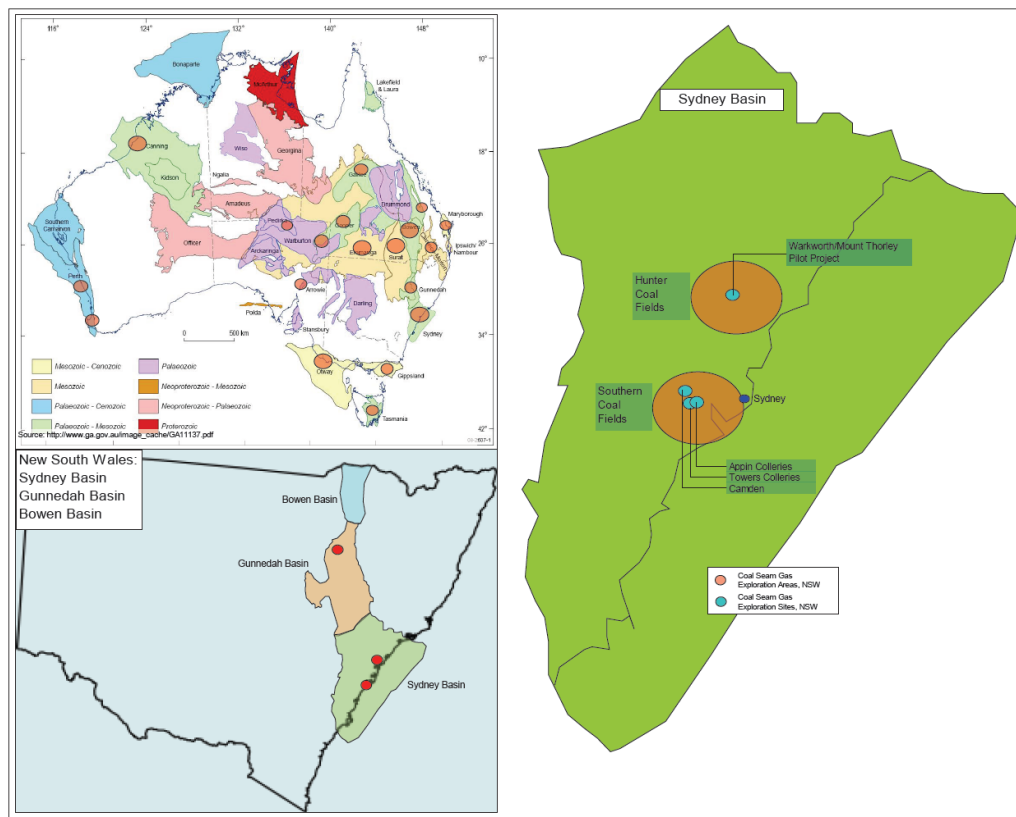 115°
124°
132°
140°
148°
Bonaparte
10°
McArthur
Lakefield
& Laura
Canning
Wiso
Georgina
18°
Kidson
Ngalia
Galilee
Drummond
Amadeus
Maryborough
Southern
Carnarvon
Pedirka
Cooper
Bowen
Officer
Warburton
26°
Ipswich/
Nambour
Arckaringa
Eromanga
Surat
Moreton
Perth
Arrowie
Gunnedah
Polda
Darling
0
500 km
Stansbury
Sydney
34°
Mesozoic - Cenozoic
Palaeozoic
Otway
Gippsland
Mesozoic
Neoproterozoic - Mesozoic
Palaeozoic - Cenozoic
Neoproterozoic - Palaeozoic
Palaeozoic - Mesozoic
Proterozoic
Tasmania
42°
Source: http://www.ga.gov.au/image_cache/GA11137.pdf
New South Wales:
Sydney Basin
Gunnedah Basin
Bowen Basin
Bowen Basin
Gunnedah Basin
Sydney Basin
Sydney Basin
Warkworth/Mount Thorley
Pilot Project
Hunter
Coal
Fields
Southern
Coal
Fields
Sydney
Appin Colleries
Towers Colleries
Camden
Coal Seam Gas
Exploration Areas, NSW
Coal Seam Gas
Exploration Sites, NSW